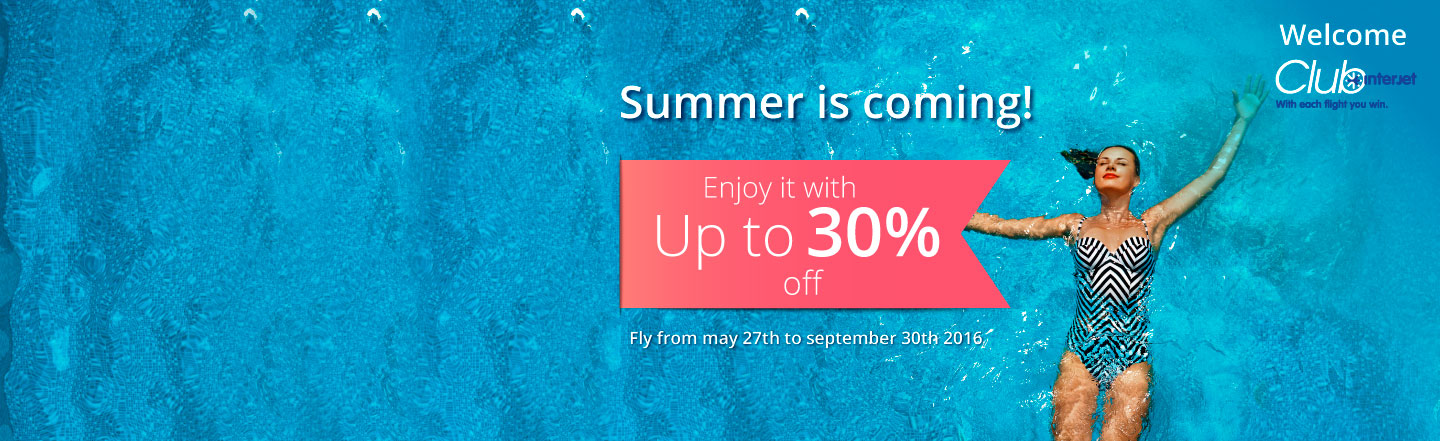 Welcome
Club interJet
With each flight you win.
Summer is coming!
Enjoy it with
Up to 30%
off
Fly from may 27th to september 30th 2016